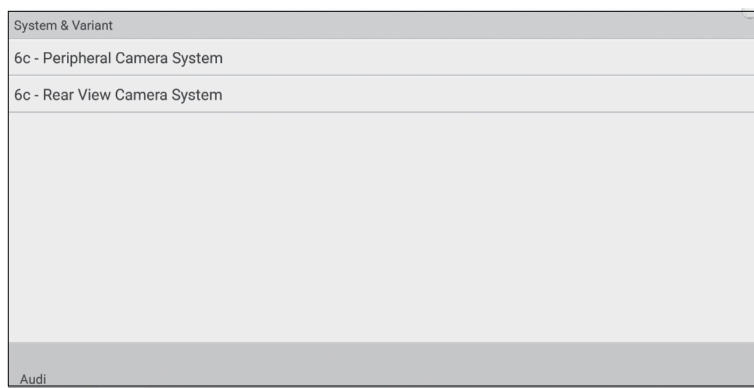 System & Variant
6c - Peripheral Camera System
6c - Rear View Camera System
Audi